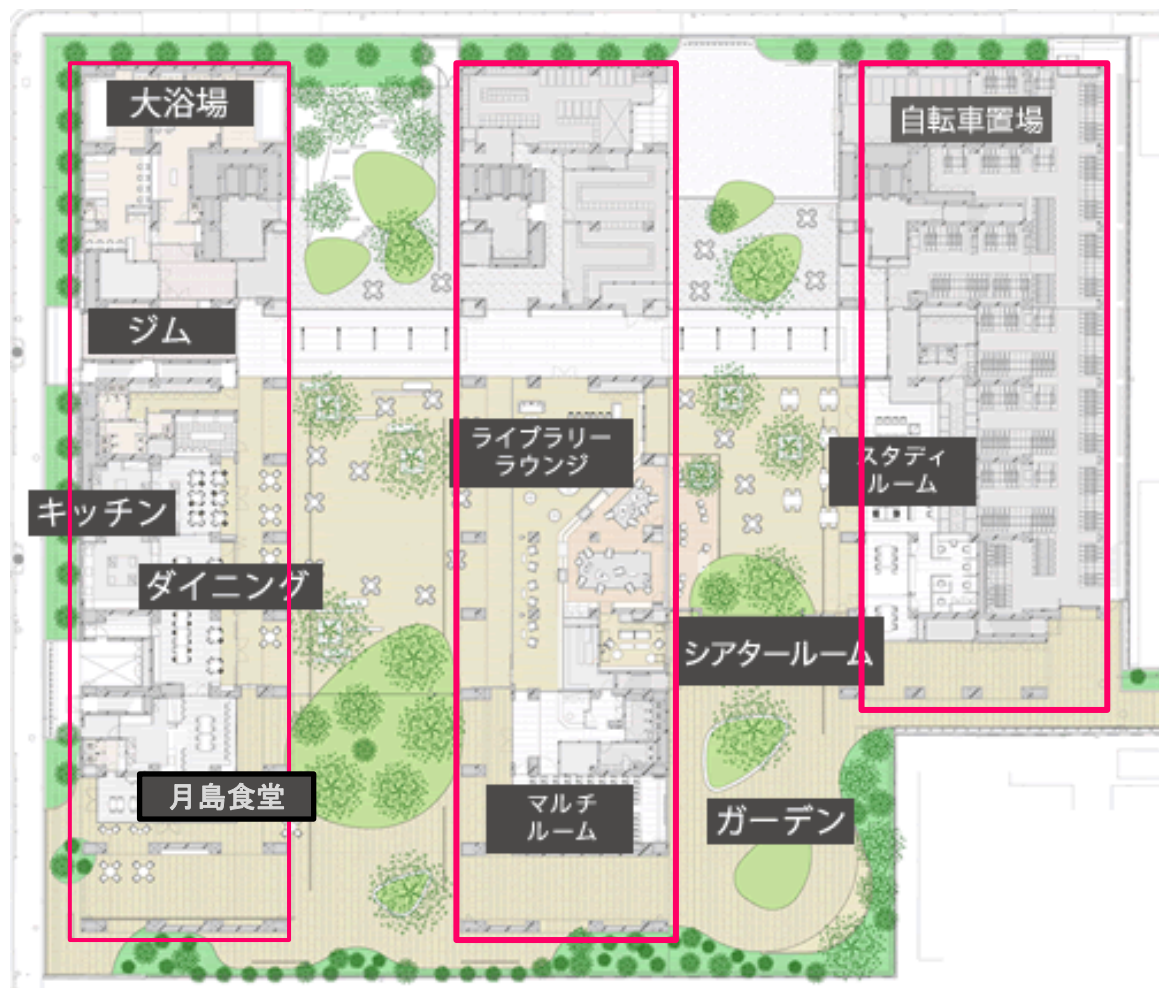 大浴場
自転車置場
ジム
ライブラリー
ラウンジ
スタディ
ルーム
キッチン
ダイニング
シアタールーム
月島食堂
マルチ
ルーム
ガーデン